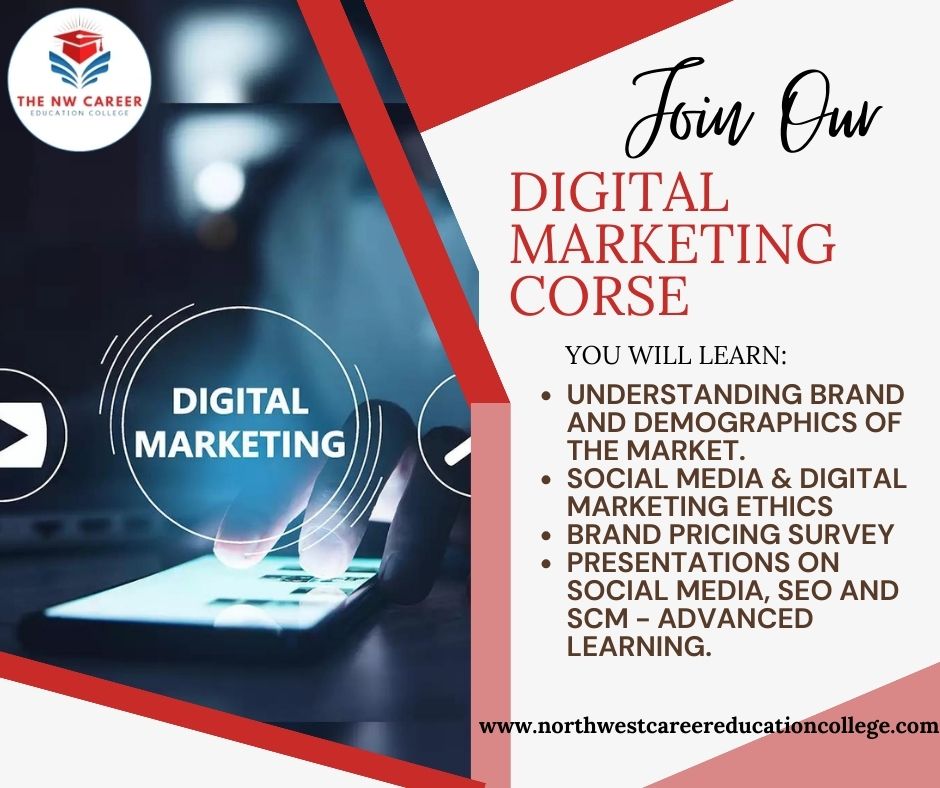 THE NW CAREER
EDUCATION COLLEGE
Join Our
DIGITAL
MARKETING
CORSE
YOU WILL LEARN:
• UNDERSTANDING BRAND
AND DEMOGRAPHICS OF
THE MARKET.
• SOCIAL MEDIA & DIGITAL
MARKETING ETHICS
• BRAND PRICING SURVEY
• PRESENTATIONS ON
SOCIAL MEDIA, SEO AND
SCM - ADVANCED
LEARNING.
DIGITAL
MARKETING
www.northwestcareereducationcollege.com